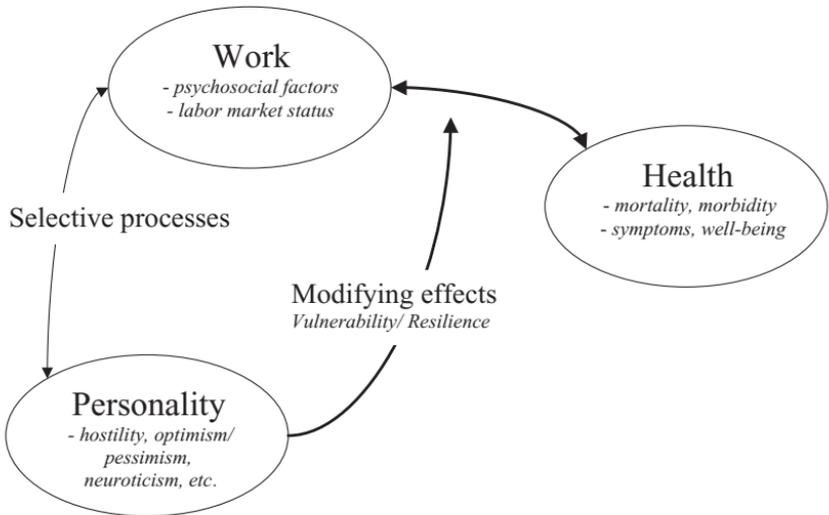 Work
- psychosocial factors
- labor market status
Health
- mortality, morbidity
- symptoms, well-being
Selective processes
Modifying effects
Vulnerability/ Resilience
Personality
- hostility, optimism/
pessimism,
neuroticism, etc.